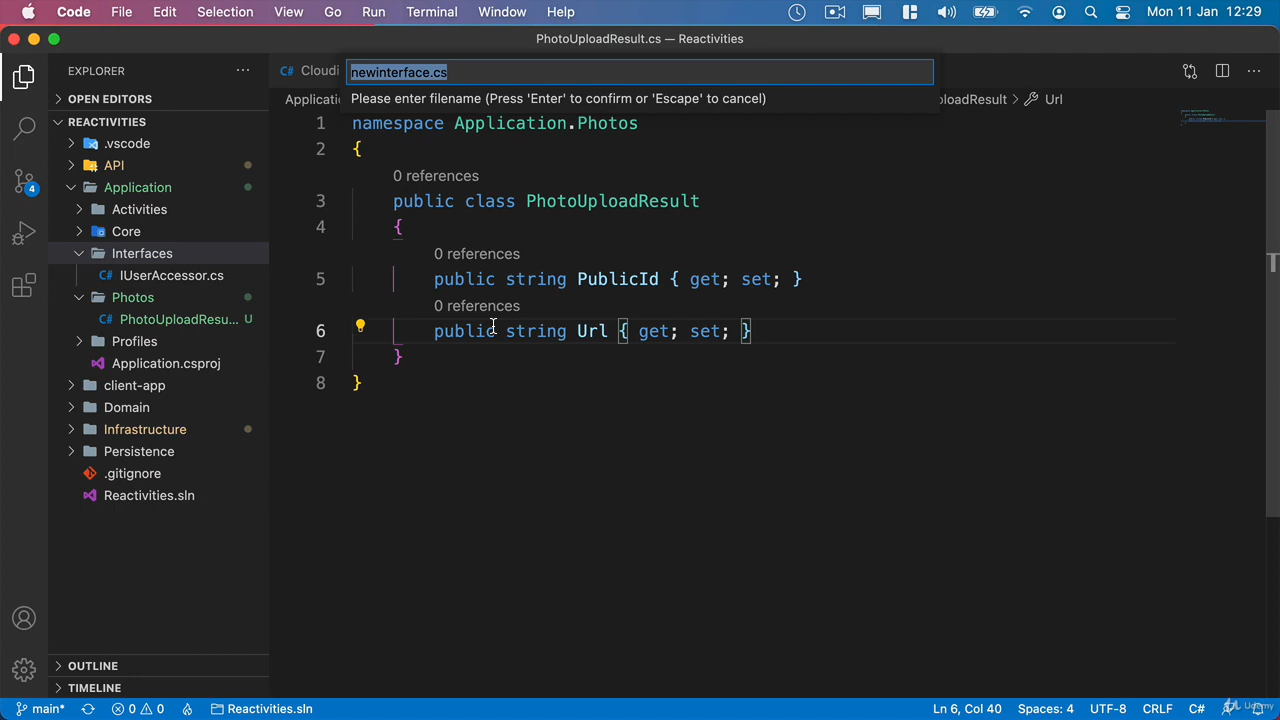 Code File Edit Selection View Go Run Terminal Window Help Mon 11 Jan 12:29
PhotoUploadResult.cs — Reactivities
EXPLORER
OPEN EDITORS
REACTIVITIES
.vscode
API
Application
Activities
Core
Interfaces
C# IUserAccessor.cs
Photos
C# PhotoUploadResu... U
Profiles
Application.csproj
client-app
Domain
Infrastructure
Persistence
.gitignore
Reactivities.sln
OUTLINE
TIMELINE
4
C# Cloudi
newinterface.cs
Please enter filename (Press 'Enter' to confirm or 'Escape' to cancel)
Applicatio
ploadResult > Url
1 namespace Application.Photos
2 {
0 references
3 public class PhotoUploadResult
4 {
0 references
5 public string PublicId { get; set; }
0 references
6 public string Url { get; set; }
7 }
8 }
main* 0 0 Reactivities.sln Ln 6, Col 40 Spaces: 4 UTF-8 CRLF C#
Udemy